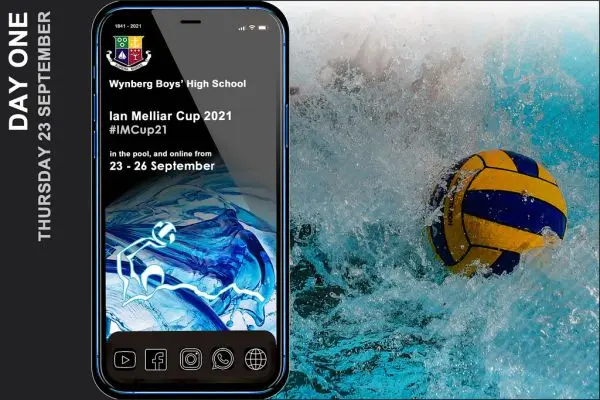 DAY ONE
THURSDAY 23 SEPTEMBER
1841 - 2021
Wynberg Boys' High School
Ian Melliar Cup 2021
#IMCup21
in the pool, and online from
23 - 26 September